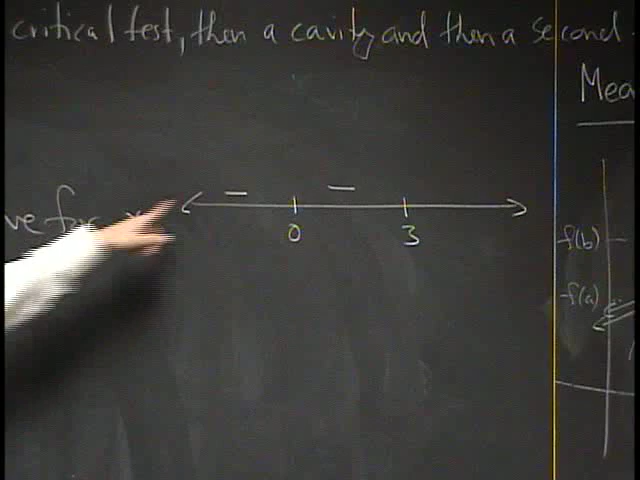 critical test, then a cavity and then a second
Mea
ve for
– –
0 3
f(b)
f(a)